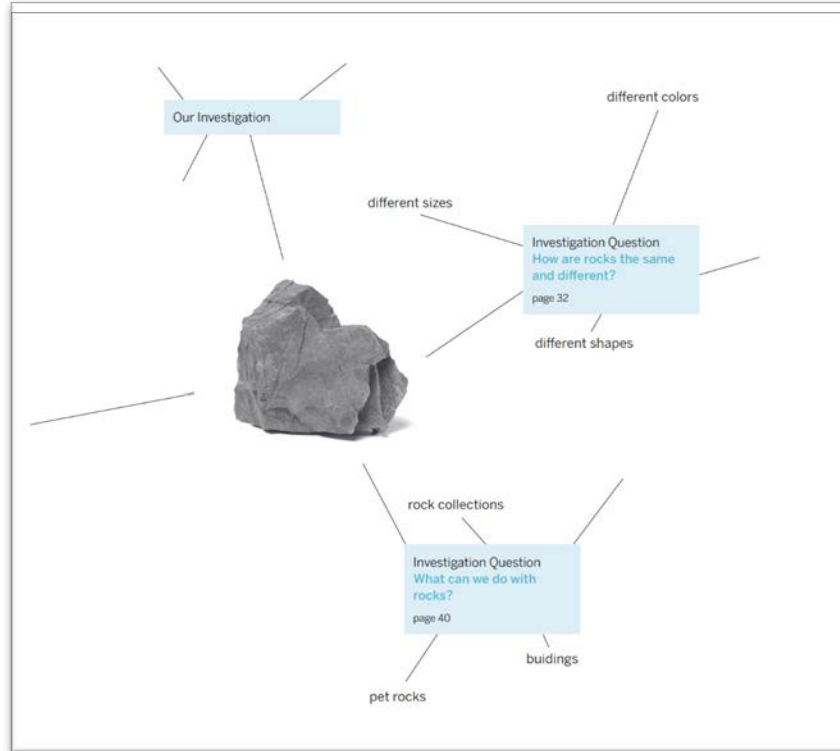 Our Investigation
different colors
different sizes
Investigation Question
How are rocks the same
and different?
page 32
different shapes
rock collections
Investigation Question
What can we do with
rocks?
page 40
buidings
pet rocks